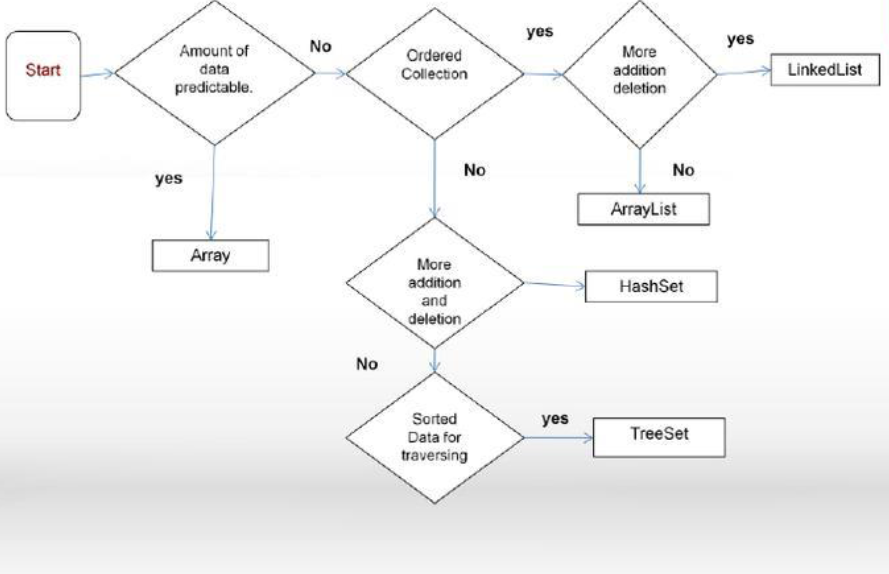 Start
Amount of
data
predictable.
No
Ordered
Collection
yes
More
addition
deletion
yes
LinkedList
yes
No
No
ArrayList
Array
More
addition
and
deletion
HashSet
No
Sorted
Data for
traversing
yes
TreeSet